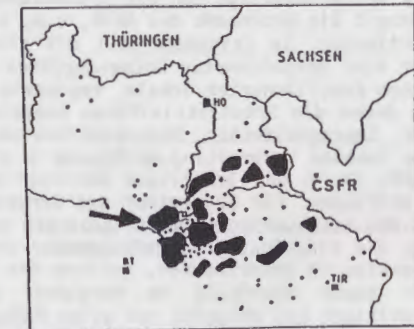 THÜRINGEN
SACHSEN
HO
ČSFR
BT
TIR